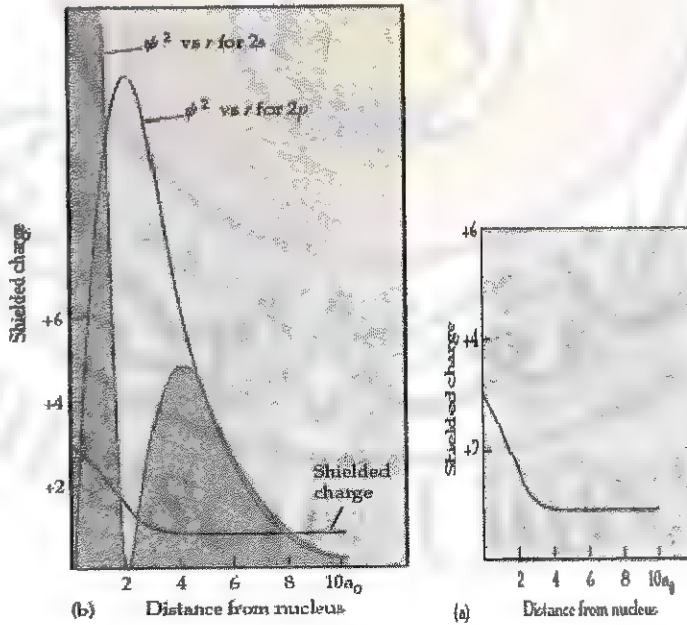 ψ² vs r for 2s
ψ² vs r for 2p
Shielded charge
+6
+4
+2
Shielded
charge
2 4 6 8 10a₀
(b) Distance from nucleus
+6
+4
+2
Shielded charge
2 4 6 8 10a₀
(a) Distance from nucleus